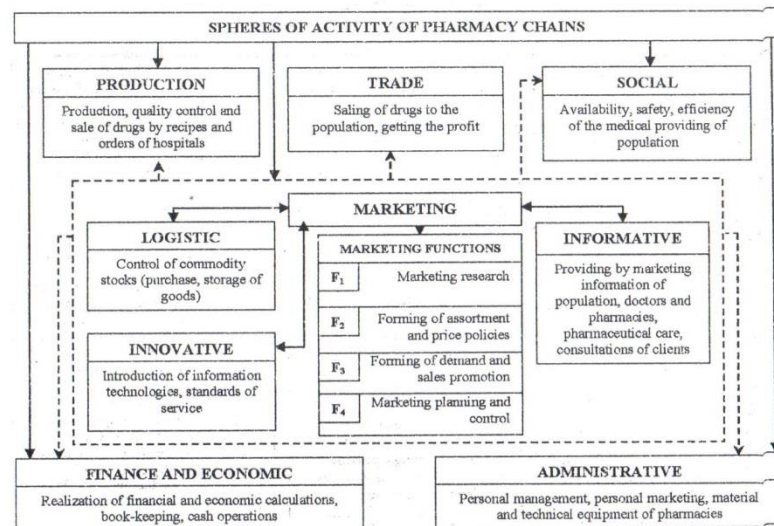 SPHERES OF ACTIVITY OF PHARMACY CHAINS
PRODUCTION
Production, quality control and
sale of drugs by recipes and
orders of hospitals
TRADE
Saling of drugs to the
population, getting the profit
SOCIAL
Availability, safety, efficiency
of the medical providing of
population
MARKETING
LOGISTIC
Control of commodity
stocks (purchase, storage of
goods)
INNOVATIVE
Introduction of information
technologies, standards of
service
MARKETING FUNCTIONS
F1 Marketing research
F2 Forming of assortment
and price policies
F3 Forming of demand and
sales promotion
F4 Marketing planning and
control
INFORMATIVE
Providing by marketing
information of
population, doctors and
pharmacies,
pharmaceutical care,
consultations of clients
FINANCE AND ECONOMIC
Realization of financial and economic calculations,
book-keeping, cash operations
ADMINISTRATIVE
Personal management, personal marketing, material
and technical equipment of pharmacies